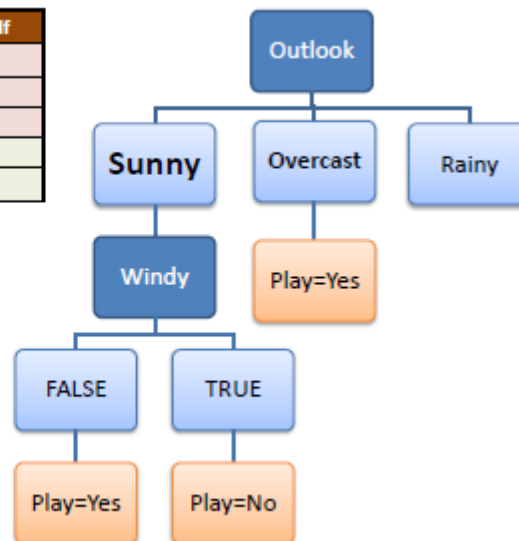 Outlook
Sunny
Overcast
Rainy
Windy
Play=Yes
FALSE
TRUE
Play=Yes
Play=No